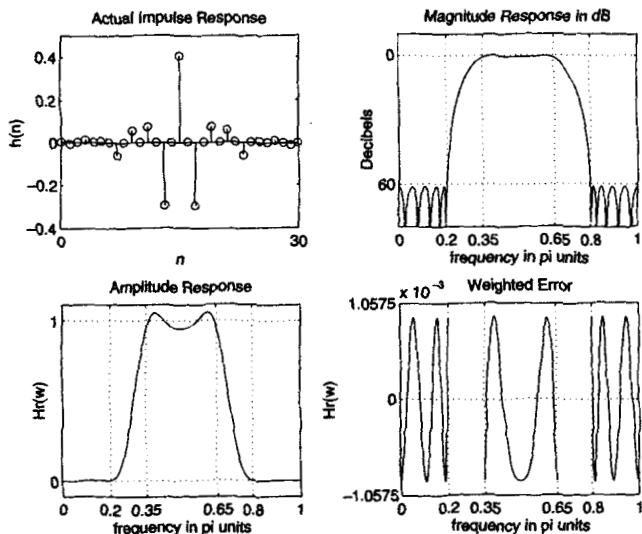 Actual Impulse Response
0.4
0.2
0
−0.2
−0.4
h(n)
0
30
n
Magnitude Response in dB
0
60
Decibels
0
0.2
0.35
0.65
0.8
1
frequency in pi units
Amplitude Response
1
0
Hr(w)
0
0.2
0.35
0.65
0.8
1
frequency in pi units
Weighted Error
1.0575 x 10⁻³
0
−1.0575
Hr(w)
0
0.2
0.35
0.65
0.8
1
frequency in pi units